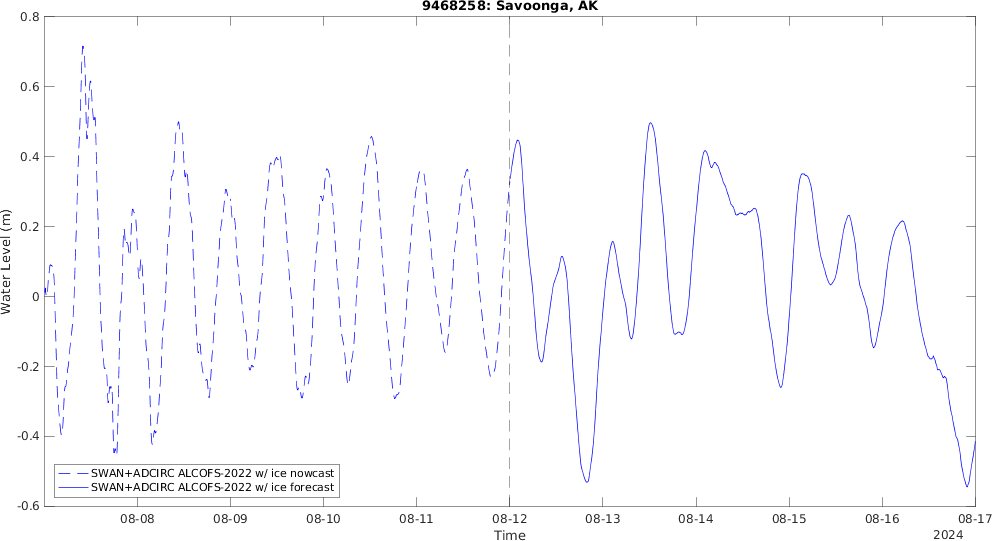 9468258: Savoonga, AK
0.8
0.6
0.4
0.2
0
-0.2
-0.4
-0.6
Water Level (m)
SWAN+ADCIRC ALCOFS-2022 w/ ice nowcast
SWAN+ADCIRC ALCOFS-2022 w/ ice forecast
08-08 08-09 08-10 08-11 08-12 08-13 08-14 08-15 08-16 08-17
Time
2024